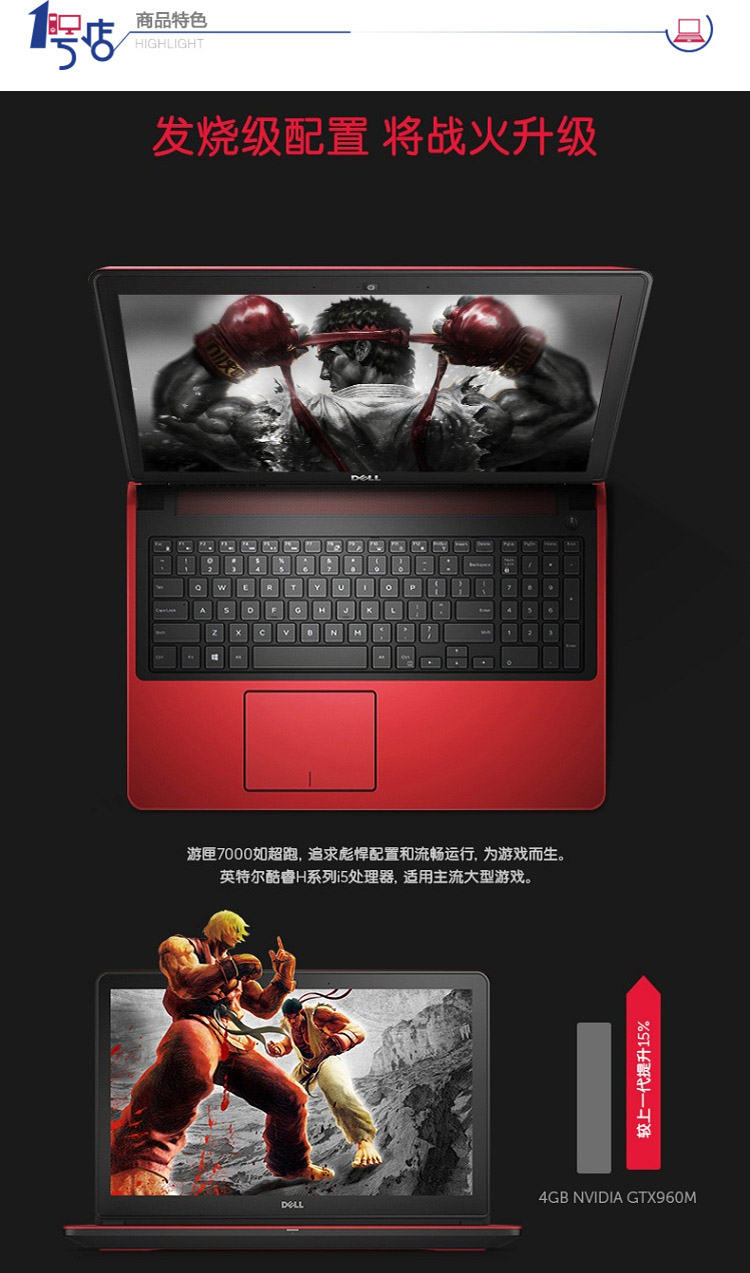 1号店
商品特色
HIGHLIGHT
发烧级配置 将战火升级
DELL
游匣7000如超跑, 追求彪悍配置和流畅运行, 为游戏而生。
英特尔酷睿H系列i5处理器, 适用主流大型游戏。
较上一代提升15%
4GB NVIDIA GTX960M
DELL